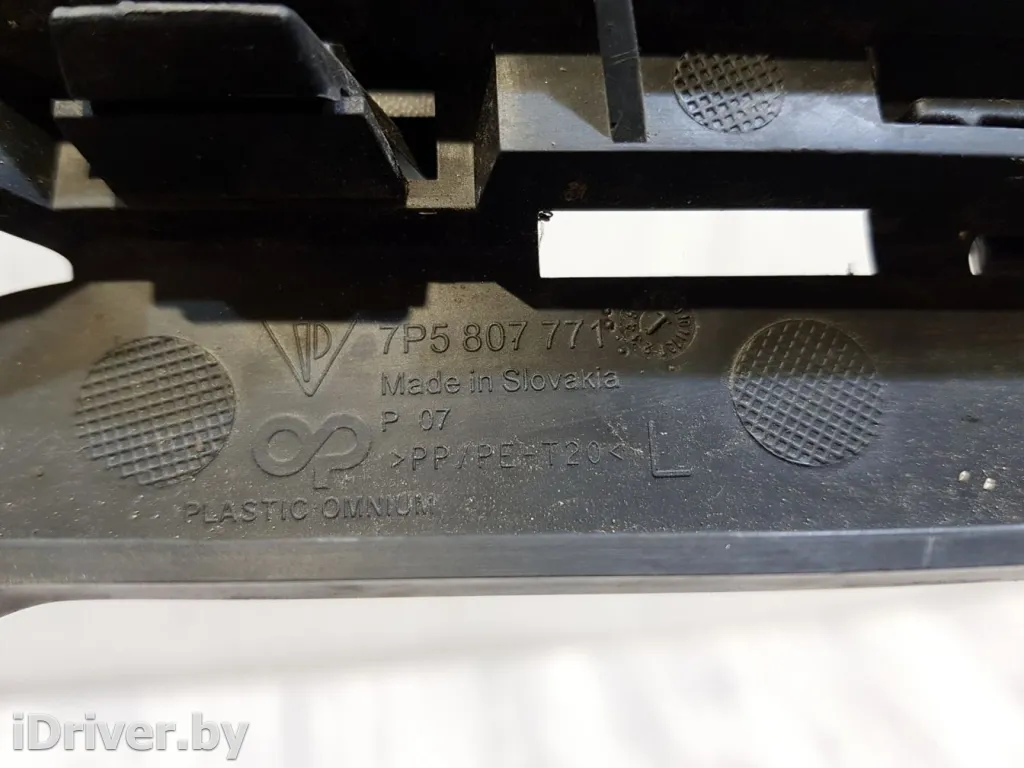 7P5 807 771
Made in Slovakia
P 07
>PP/PE-T20< L
PLASTIC OMNIUM
iDriver.by